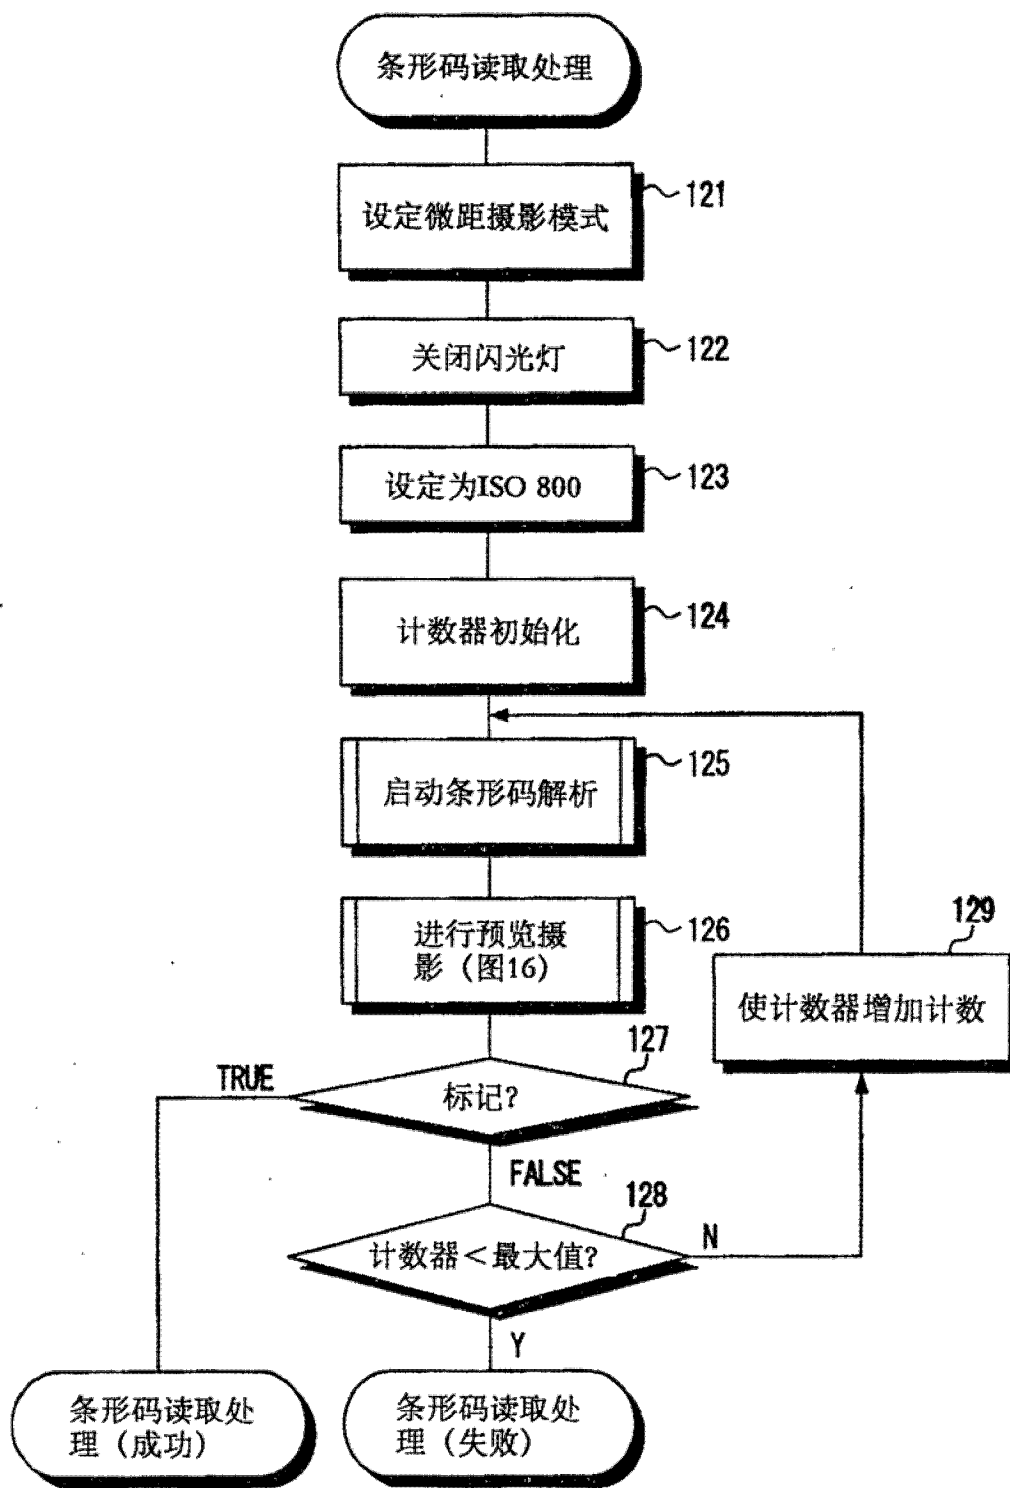 条形码读取处理
设定微距摄影模式
121
关闭闪光灯
122
设定为ISO 800
123
计数器初始化
124
启动条形码解析
125
进行预览摄
影（图16）
126
129
使计数器增加计数
127
TRUE
标记?
FALSE
128
计数器＜最大值?
N
Y
条形码读取处
理（成功）
条形码读取处
理（失败）